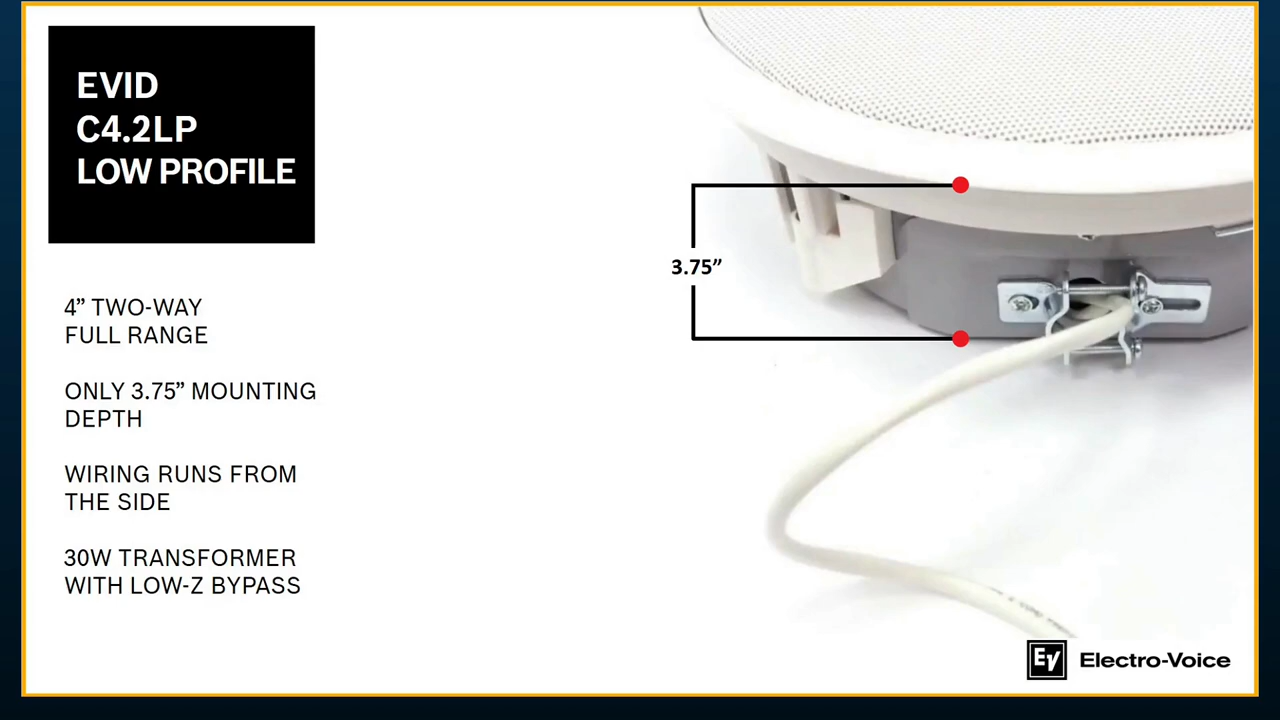 EVID
C4.2LP
LOW PROFILE
4” TWO-WAY
FULL RANGE
ONLY 3.75” MOUNTING
DEPTH
WIRING RUNS FROM
THE SIDE
30W TRANSFORMER
WITH LOW-Z BYPASS
3.75”
EV Electro-Voice